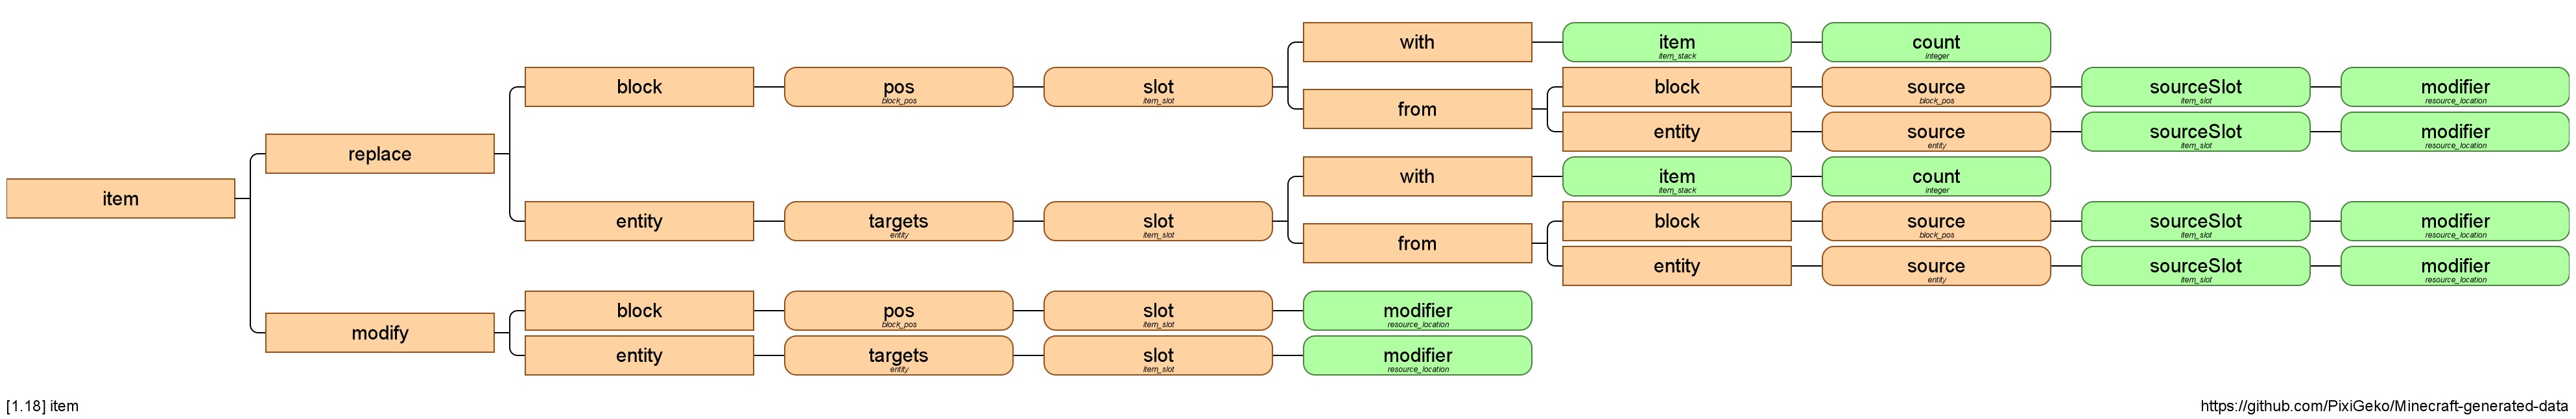 with
item
item_stack
count
integer
block
pos
block_pos
slot
item_slot
block
source
block_pos
sourceSlot
item_slot
modifier
resource_location
from
entity
source
entity
sourceSlot
item_slot
modifier
resource_location
replace
with
item
item_stack
count
integer
item
entity
targets
entity
slot
item_slot
block
source
block_pos
sourceSlot
item_slot
modifier
resource_location
from
entity
source
entity
sourceSlot
item_slot
modifier
resource_location
block
pos
block_pos
slot
item_slot
modifier
resource_location
modify
entity
targets
entity
slot
item_slot
modifier
resource_location
[1.18] item
https://github.com/PixiGeko/Minecraft-generated-data